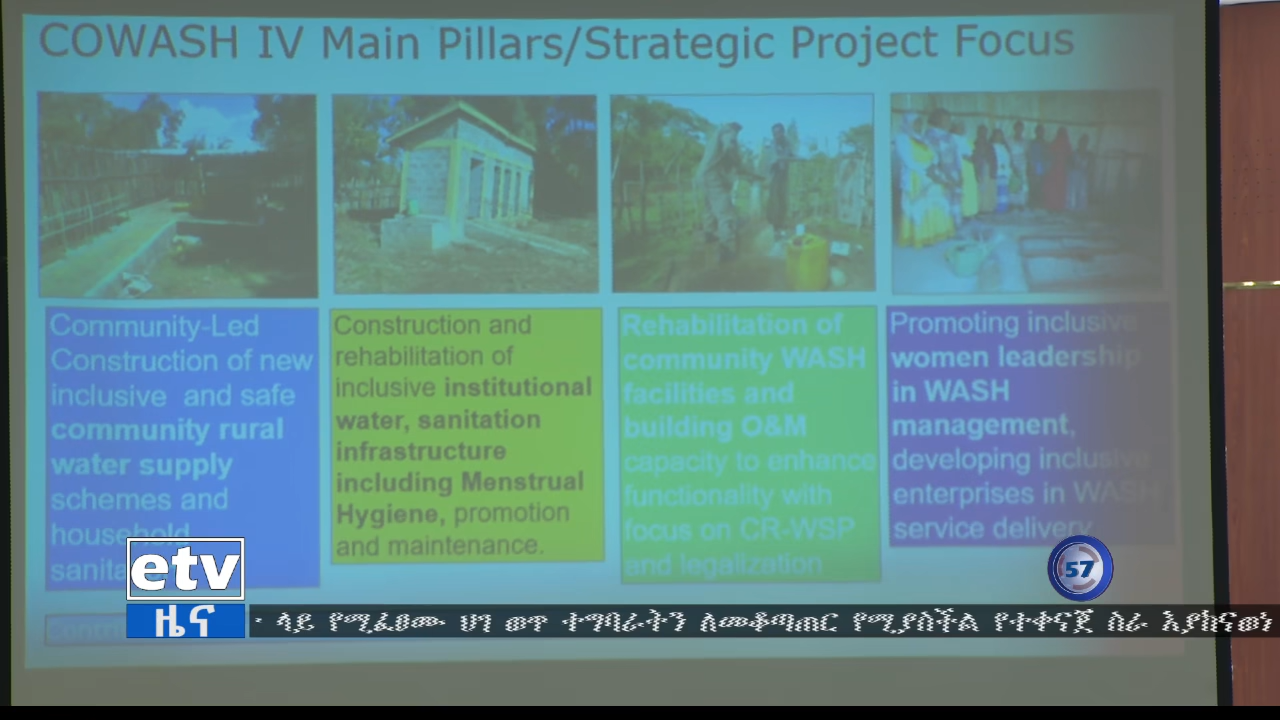 COWASH IV Main Pillars/Strategic Project Focus
Community-Led
Construction of new
inclusive and safe
community rural
water supply
schemes and
household
Construction and
rehabilitation of
inclusive institutional
water, sanitation
infrastructure
including Menstrual
Hygiene, promotion
and maintenance.
Rehabilitation of
community WASH
facilities and
building O&M
capacity to enhance
functionality with
focus on CR-WSP
and legalization
Promoting inclusive
women leadership
in WASH
management,
developing inclusive
enterprises in WASH
service delivery
etv
ዜና
57
ላይ የሚፈፀሙ ህገ ወጥ ተግባራትን ለመቆጣጠር የሚያስችል የተቀናጀ ስራ እያከናወነ